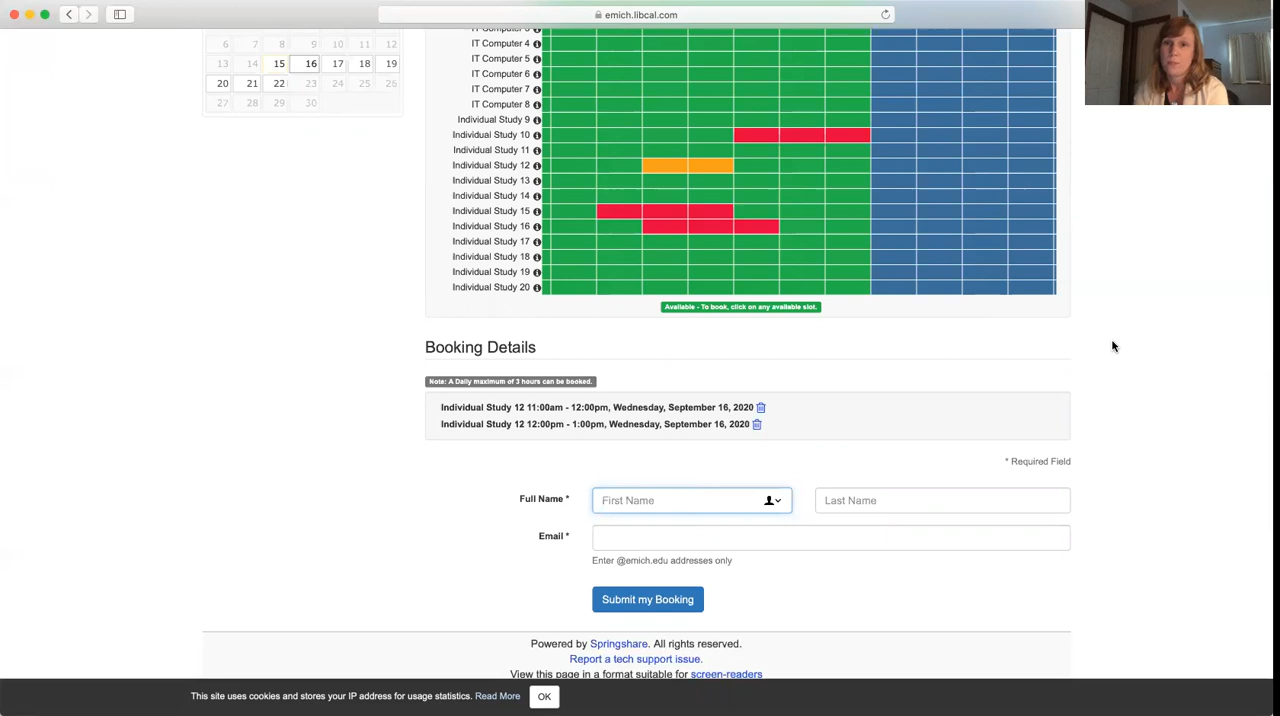 emich.libcal.com
6 7 8 9 10 11 12
13 14 15 16 17 18 19
20 21 22 23 24 25 26
27 28 29 30
IT Computer 3
IT Computer 4
IT Computer 5
IT Computer 6
IT Computer 7
IT Computer 8
Individual Study 9
Individual Study 10
Individual Study 11
Individual Study 12
Individual Study 13
Individual Study 14
Individual Study 15
Individual Study 16
Individual Study 17
Individual Study 18
Individual Study 19
Individual Study 20
Available - To book, click on any available slot.
Booking Details
Note: A Daily maximum of 3 hours can be booked.
Individual Study 12 11:00am - 12:00pm, Wednesday, September 16, 2020
Individual Study 12 12:00pm - 1:00pm, Wednesday, September 16, 2020
* Required Field
Full Name * First Name Last Name
Email *
Enter @emich.edu addresses only
Submit my Booking
Powered by Springshare. All rights reserved.
Report a tech support issue.
View this page in a format suitable for screen-readers
This site uses cookies and stores your IP address for usage statistics. Read More OK